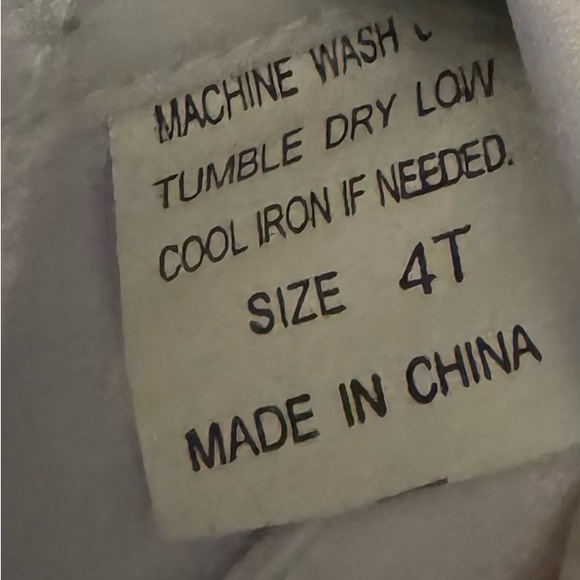 MACHINE WASH
TUMBLE DRY LOW
COOL IRON IF NEEDED.
SIZE 4T
MADE IN CHINA